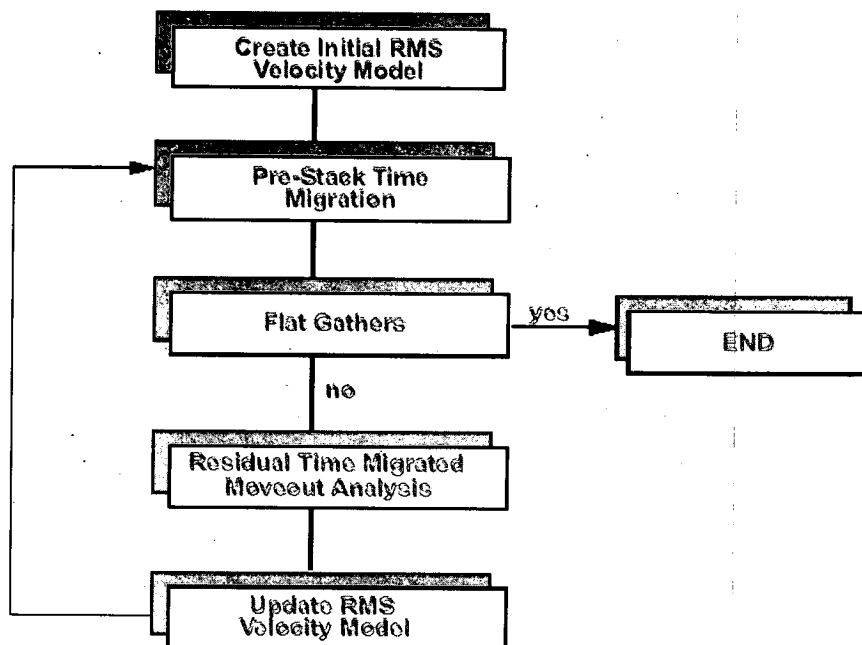 Create Initial RMS
Velocity Model
Pre-Stack Time
Migration
Flat Gathers
yes
END
no
Residual Time Migrated
Moveout Analysis
Update RMS
Velocity Model